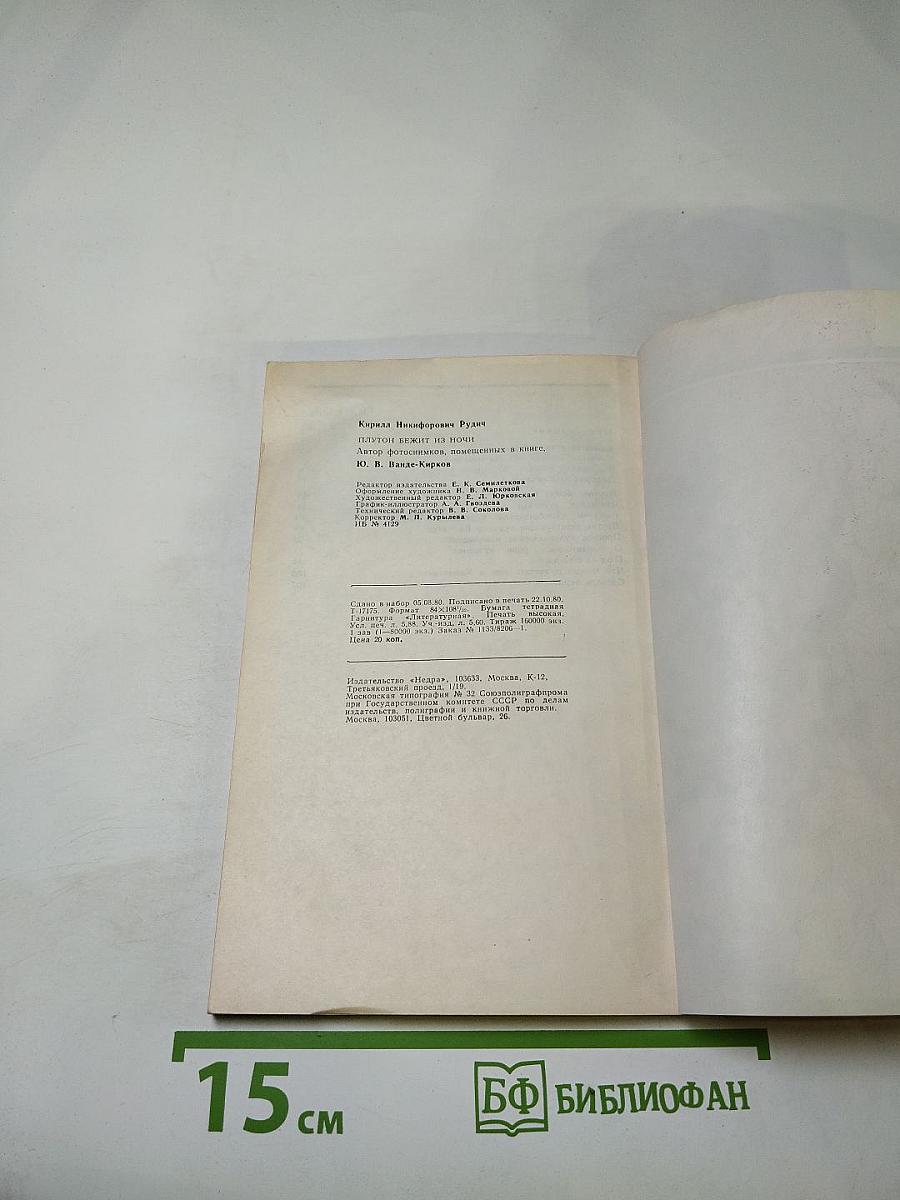 Кирилл Никифорович Рудич
ПЛУТОН БЕЖИТ ИЗ НОЧИ
Автор фотоснимков, помещенных в книге,
Ю. В. Ванде-Кирков
Редактор издательства Е. К. Семилеткова
Оформление художника Н. В. Марковой
Художественный редактор Е. Л. Юрковская
График-иллюстратор А. А. Гвоздева
Технический редактор В. В. Соколова
Корректор М. П. Курылева
ИБ № 4129
Сдано в набор 05.08.80. Подписано в печать 22.10.80.
Т-17175. Формат 84×108¹/₃₂. Бумага тетрадная
Гарнитура «Литературная». Печать высокая.
Усл. печ. л. 5,88. Уч-изд. л. 5,60. Тираж 160000 экз.
1 зав (1—80000 экз.) Заказ № 1133/8206—1.
Цена 20 коп.
Издательство «Недра», 103633, Москва, К-12,
Третьяковский проезд, 1/19.
Московская типография № 32 Союзполиграфпрома
при Государственном комитете СССР по делам
издательств, полиграфии и книжной торговли.
Москва, 103051, Цветной бульвар, 26.
15 см
БФ БИБЛИОФАН